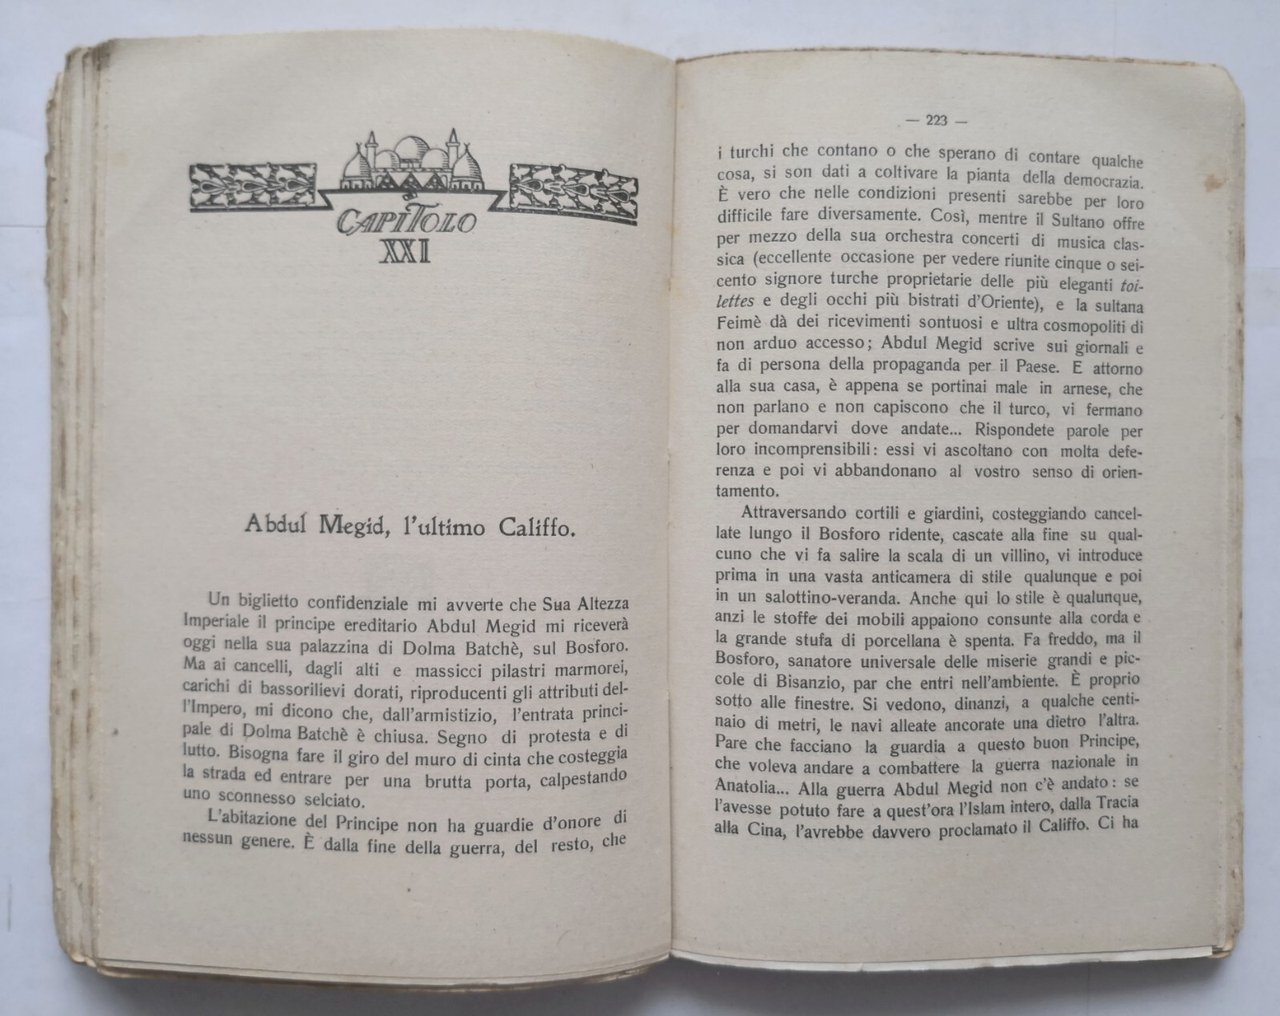 CAPITOLO
XXI
Abdul Megid, l'ultimo Califfo.
Un biglietto confidenziale mi avverte che Sua Altezza
Imperiale il principe ereditario Abdul Megid mi riceverà
oggi nella sua palazzina di Dolma Batchè, sul Bosforo.
Ma ai cancelli, dagli alti e massicci pilastri marmorei,
carichi di bassorilievi dorati, riproducenti gli attributi del-
l'Impero, mi dicono che, dall'armistizio, l'entrata princi-
pale di Dolma Batchè è chiusa. Segno di protesta e di
lutto. Bisogna fare il giro del muro di cinta che costeggia
la strada ed entrare per una brutta porta, calpestando
uno sconnesso selciato.
L'abitazione del Principe non ha guardie d'onore di
nessun genere. È dalla fine della guerra, del resto, che
— 223 —
i turchi che contano o che sperano di contare qualche
cosa, si son dati a coltivare la pianta della democrazia.
È vero che nelle condizioni presenti sarebbe per loro
difficile fare diversamente. Così, mentre il Sultano offre
per mezzo della sua orchestra concerti di musica clas-
sica (eccellente occasione per vedere riunite cinque o sei-
cento signore turche proprietarie delle più eleganti toi-
lettes e degli occhi più bistrati d'Oriente), e la sultana
Feimè dà dei ricevimenti sontuosi e ultra cosmopoliti di
non arduo accesso; Abdul Megid scrive sui giornali e
fa di persona della propaganda per il Paese. E attorno
alla sua casa, è appena se portinai male in arnese, che
non parlano e non capiscono che il turco, vi fermano
per domandarvi dove andate... Rispondete parole per
loro incomprensibili: essi vi ascoltano con molta defe-
renza e poi vi abbandonano al vostro senso di orien-
tamento.
Attraversando cortili e giardini, costeggiando cancel-
late lungo il Bosforo ridente, cascate alla fine su qual-
cuno che vi fa salire la scala di un villino, vi introduce
prima in una vasta anticamera di stile qualunque e poi
in un salottino-veranda. Anche qui lo stile è qualunque,
anzi le stoffe dei mobili appaiono consunte alla corda e
la grande stufa di porcellana è spenta. Fa freddo, ma il
Bosforo, sanatore universale delle miserie grandi e pic-
cole di Bisanzio, par che entri nell'ambiente. È proprio
sotto alle finestre. Si vedono, dinanzi, a qualche centi-
naio di metri, le navi alleate ancorate una dietro l'altra.
Pare che facciano la guardia a questo buon Principe,
che voleva andare a combattere la guerra nazionale in
Anatolia... Alla guerra Abdul Megid non c'è andato: se
l'avesse potuto fare a quest'ora l'Islam intero, dalla Tracia
alla Cina, l'avrebbe davvero proclamato il Califfo. Ci ha